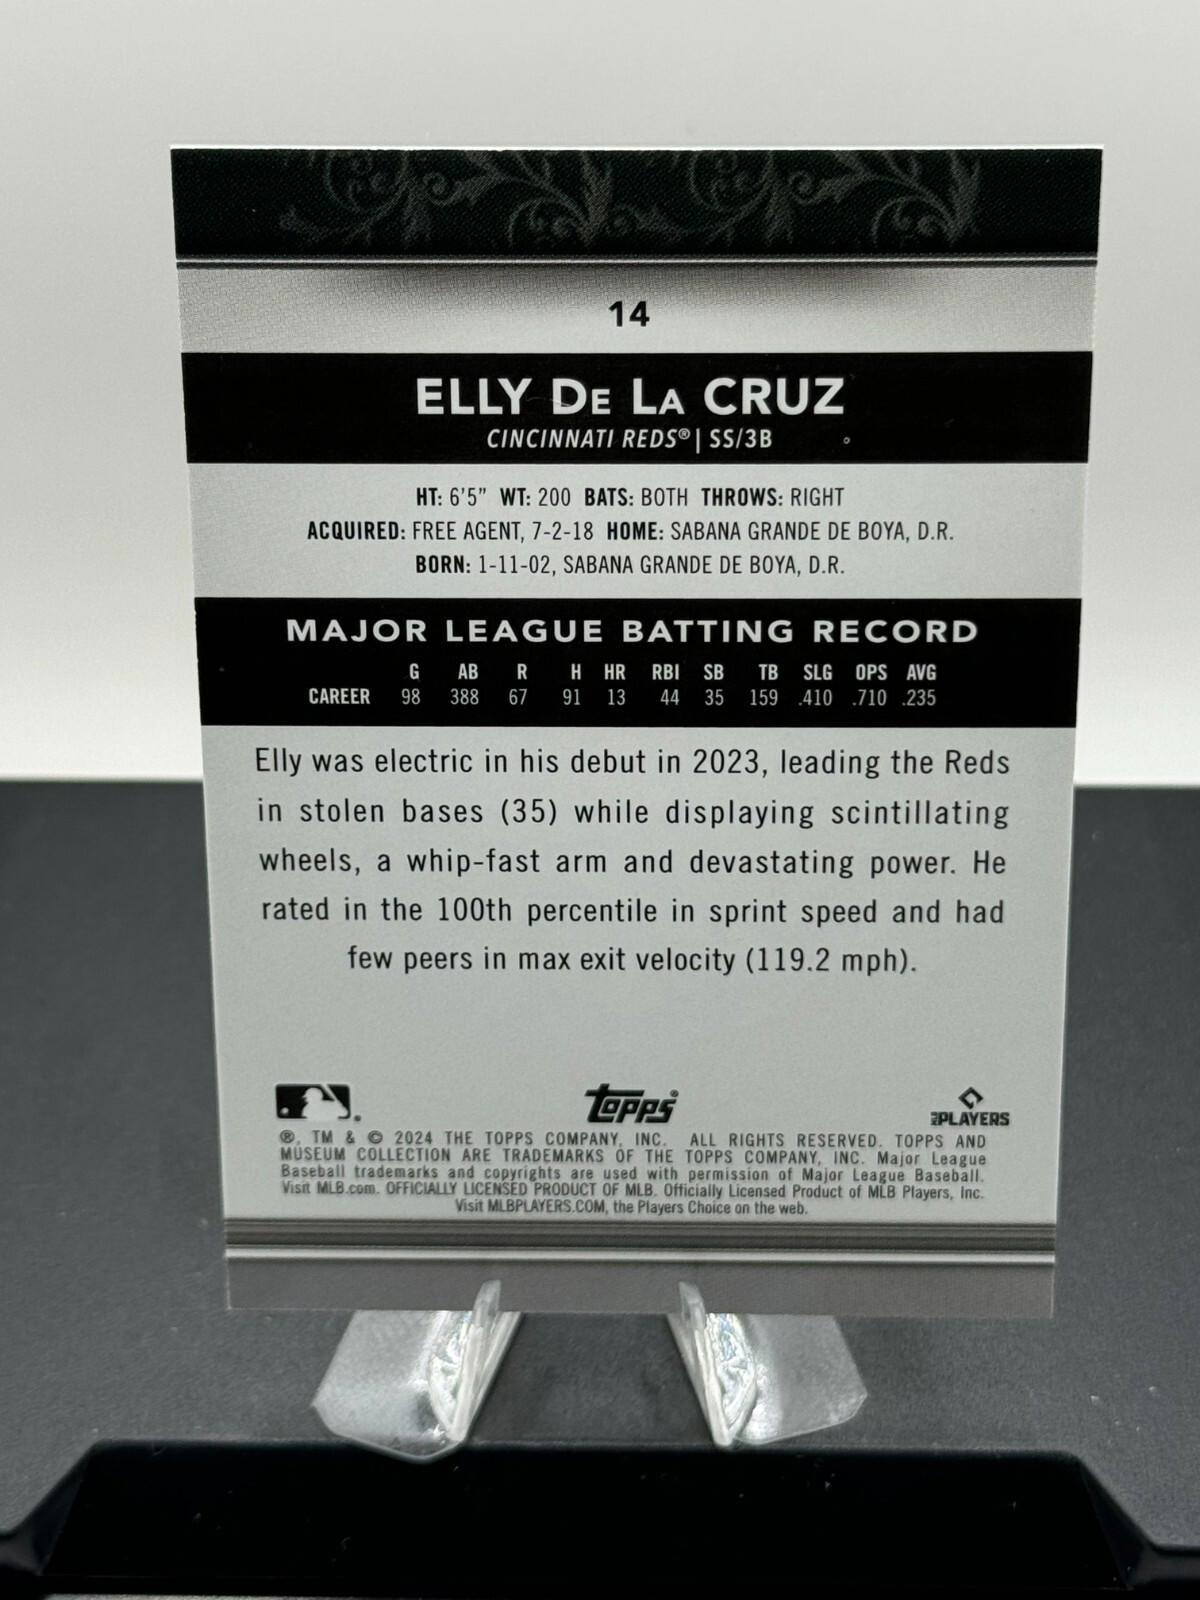 14
ELLY DE LA CRUZ
CINCINNATI REDS® | SS/3B
HT: 6'5" WT: 200 BATS: BOTH THROWS: RIGHT
ACQUIRED: FREE AGENT, 7-2-18 HOME: SABANA GRANDE DE BOYA, D.R.
BORN: 1-11-02, SABANA GRANDE DE BOYA, D.R.
MAJOR LEAGUE BATTING RECORD
G AB R H HR RBI SB TB SLG OPS AVG
CAREER 98 388 67 91 13 44 35 159 .410 .710 .235
Elly was electric in his debut in 2023, leading the Reds
in stolen bases (35) while displaying scintillating
wheels, a whip-fast arm and devastating power. He
rated in the 100th percentile in sprint speed and had
few peers in max exit velocity (119.2 mph).
topps® PLAYERS
®, TM & © 2024 THE TOPPS COMPANY, INC. ALL RIGHTS RESERVED. TOPPS AND
MUSEUM COLLECTION ARE TRADEMARKS OF THE TOPPS COMPANY, INC. Major League
Baseball trademarks and copyrights are used with permission of Major League Baseball.
Visit MLB.com. OFFICIALLY LICENSED PRODUCT OF MLB. Officially Licensed Product of MLB Players, Inc.
Visit MLBPLAYERS.COM, the Players Choice on the web.